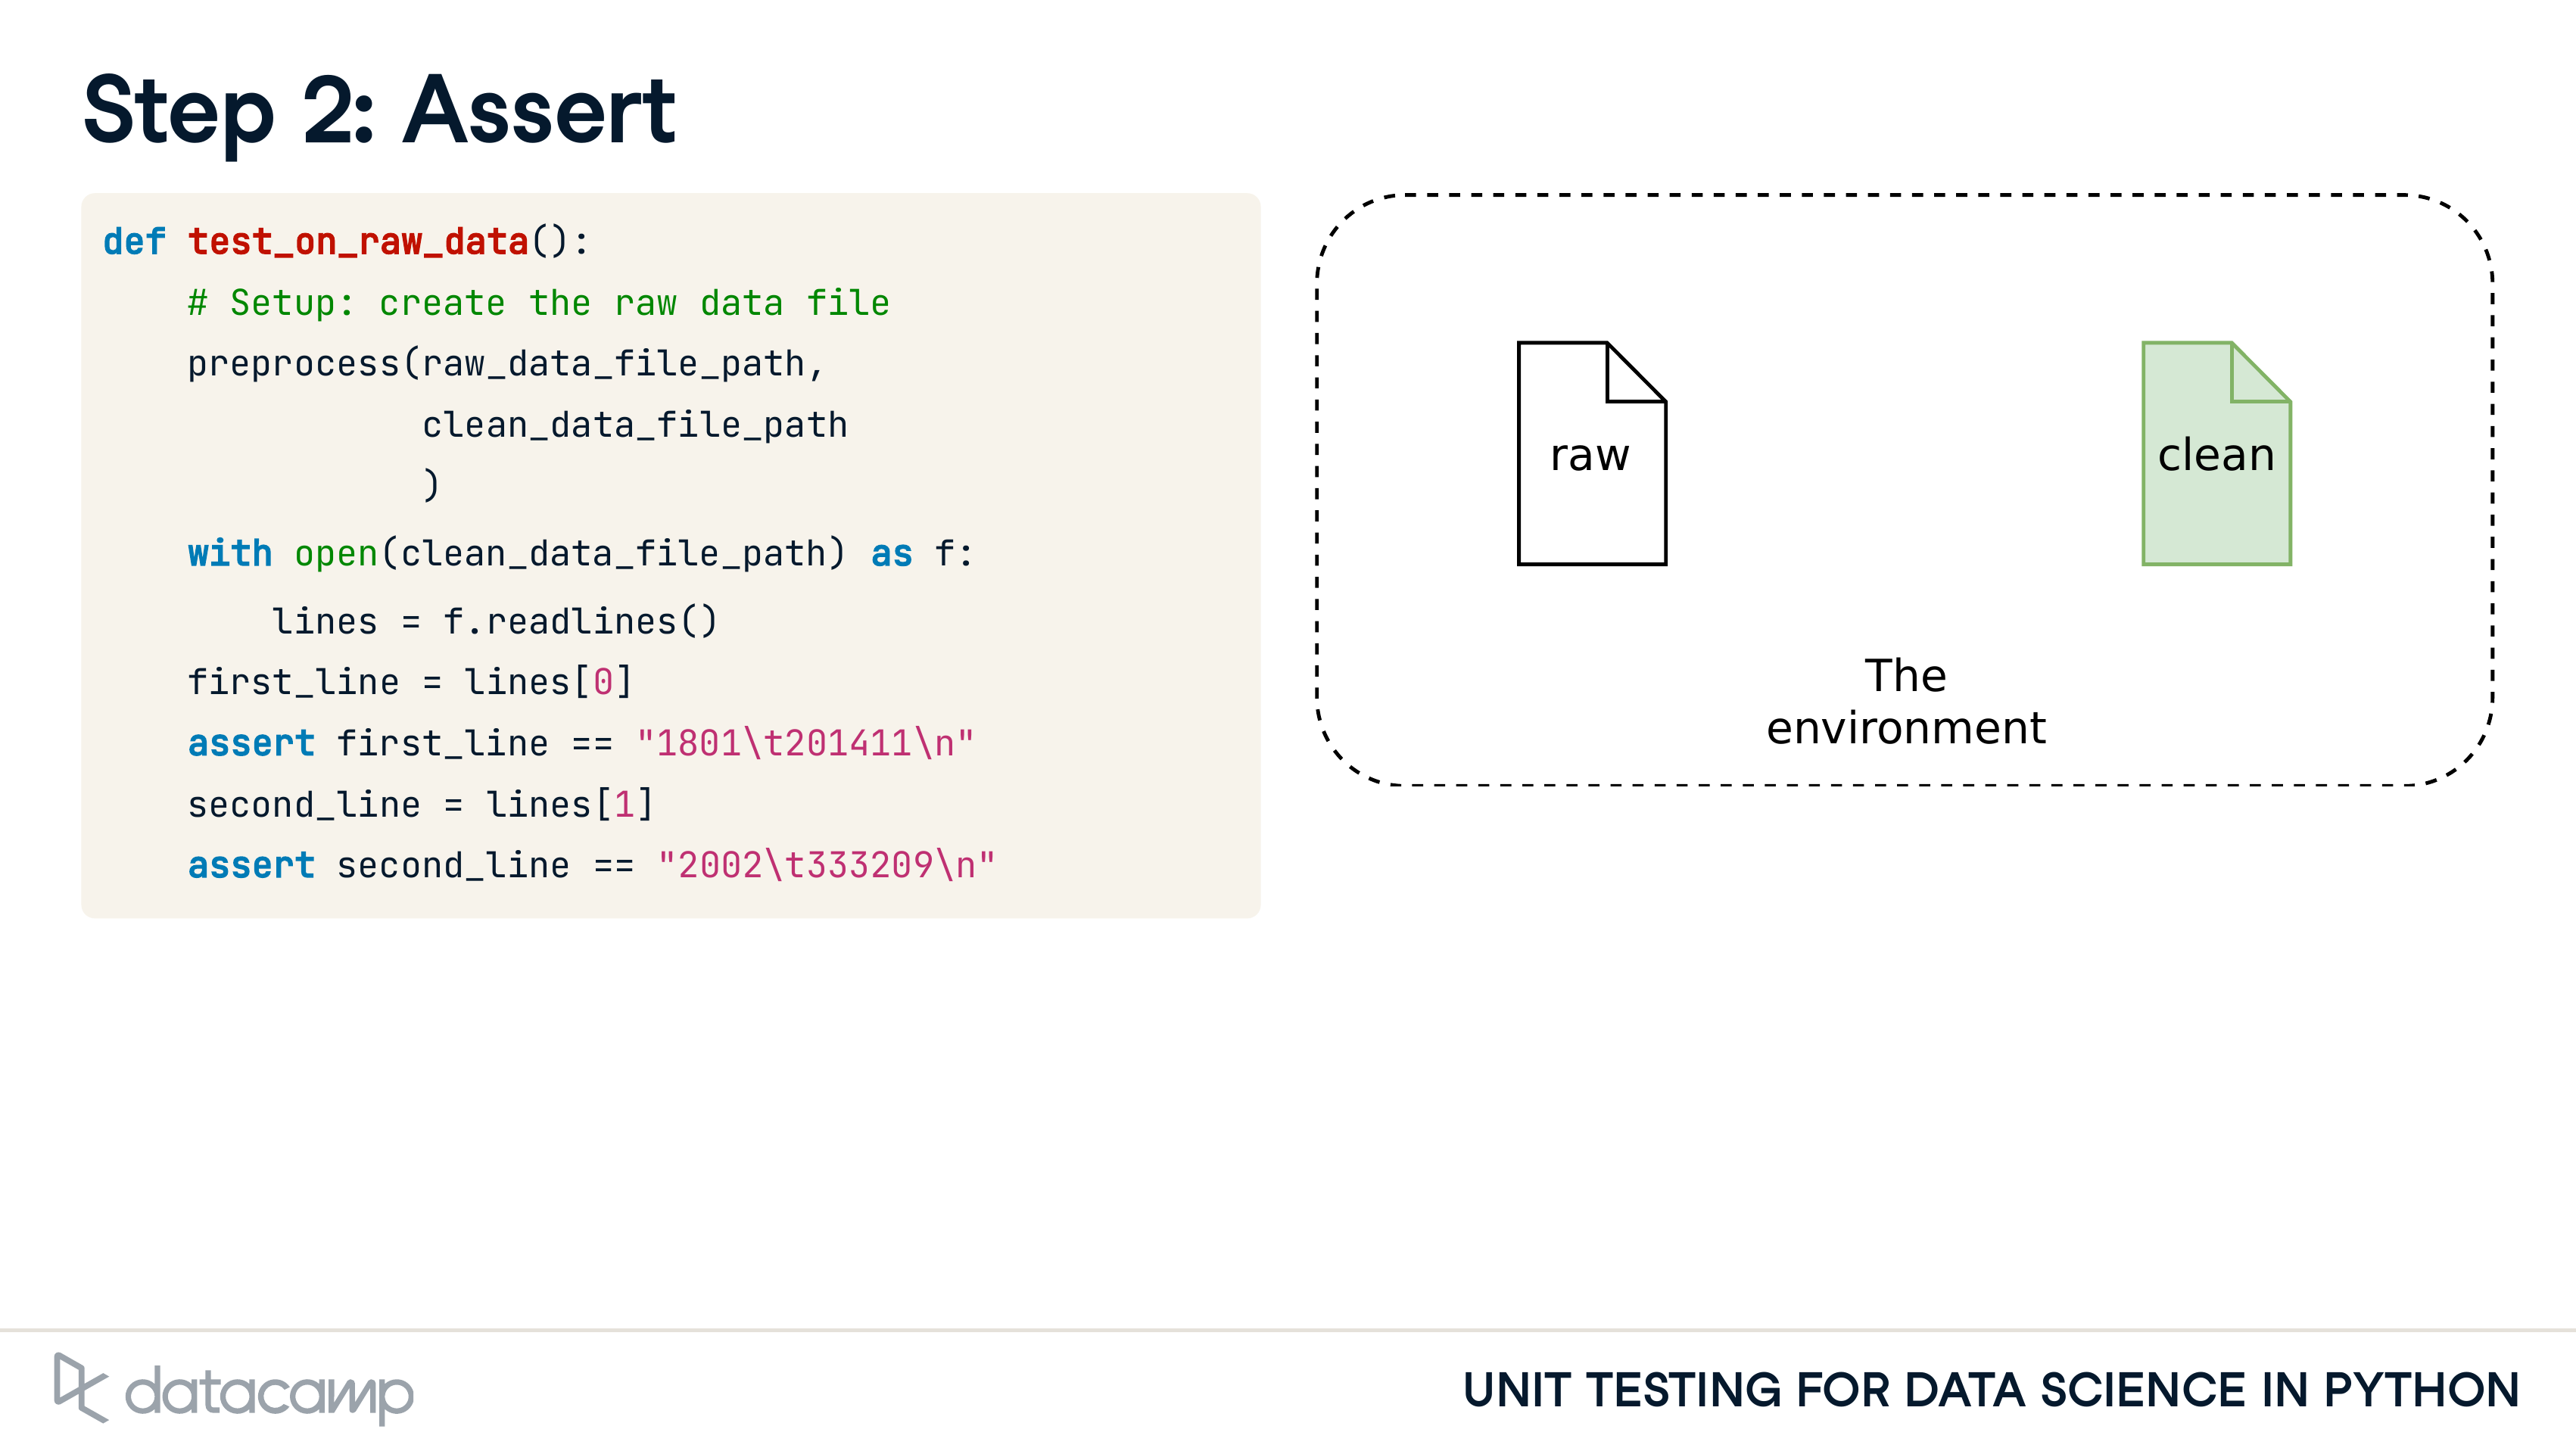 Step 2: Assert
def test_on_raw_data():
    # Setup: create the raw data file
    preprocess(raw_data_file_path,
               clean_data_file_path
               )
    with open(clean_data_file_path) as f:
        lines = f.readlines()
    first_line = lines[0]
    assert first_line == "1801\t201411\n"
    second_line = lines[1]
    assert second_line == "2002\t333209\n"
raw
clean
The
environment
datacamp
UNIT TESTING FOR DATA SCIENCE IN PYTHON